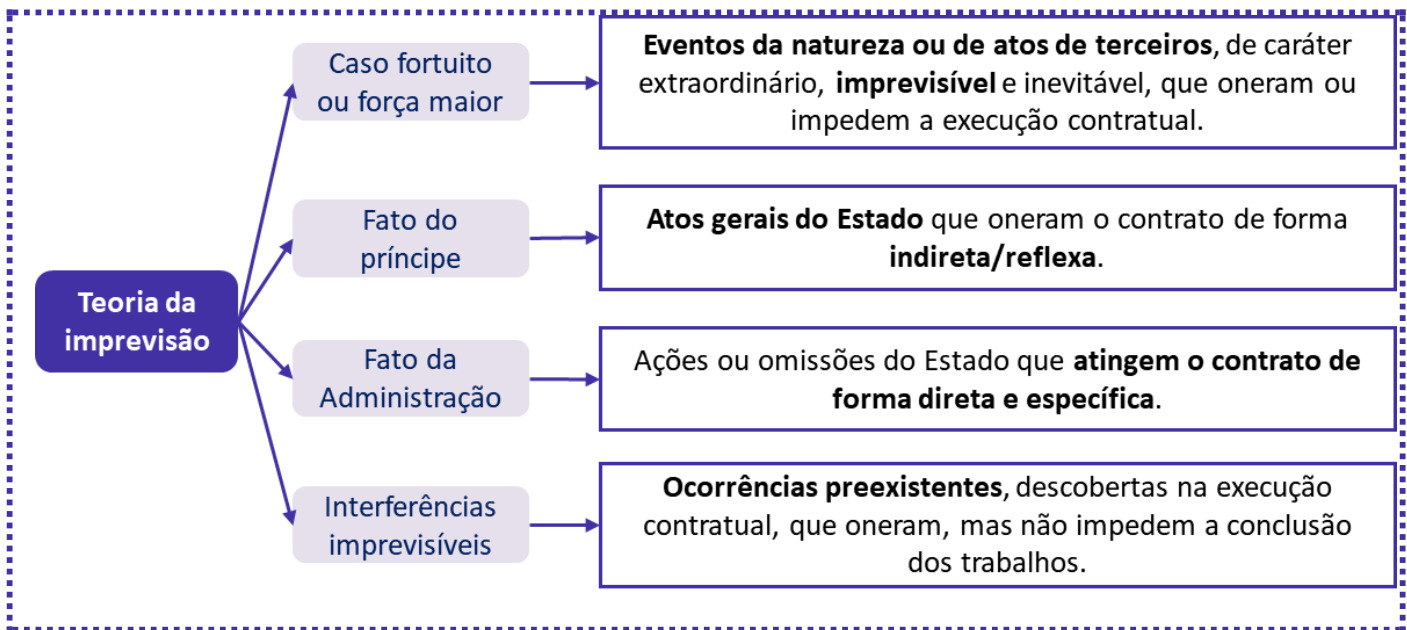 Teoria da
imprevisão
Caso fortuito
ou força maior
Eventos da natureza ou de atos de terceiros, de caráter
extraordinário, imprevisível e inevitável, que oneram ou
impedem a execução contratual.
Fato do
príncipe
Atos gerais do Estado que oneram o contrato de forma
indireta/reflexa.
Fato da
Administração
Ações ou omissões do Estado que atingem o contrato de
forma direta e específica.
Interferências
imprevisíveis
Ocorrências preexistentes, descobertas na execução
contratual, que oneram, mas não impedem a conclusão
dos trabalhos.